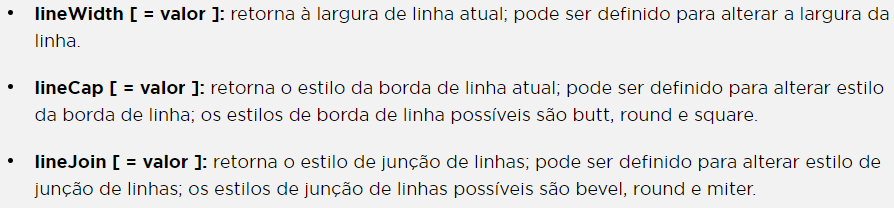 • lineWidth [ = valor ]: retorna à largura de linha atual; pode ser definido para alterar a largura da
linha.
• lineCap [ = valor ]: retorna o estilo da borda de linha atual; pode ser definido para alterar estilo
da borda de linha; os estilos de borda de linha possíveis são butt, round e square.
• lineJoin [ = valor ]: retorna o estilo de junção de linhas; pode ser definido para alterar estilo de
junção de linhas; os estilos de junção de linhas possíveis são bevel, round e miter.